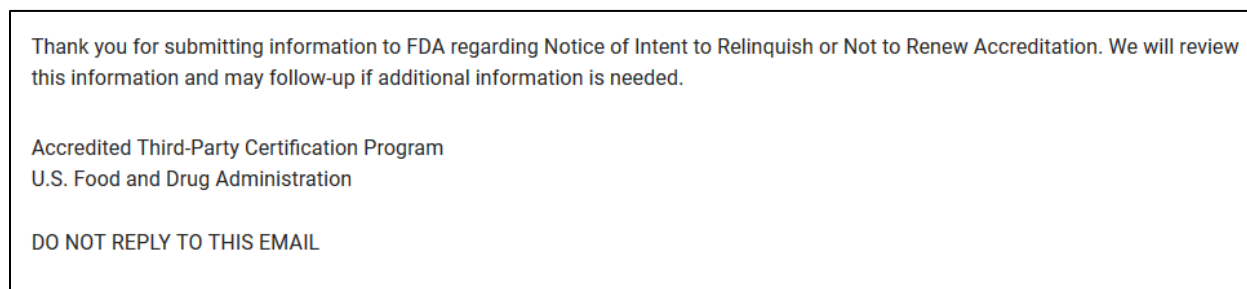 Thank you for submitting information to FDA regarding Notice of Intent to Relinquish or Not to Renew Accreditation. We will review
this information and may follow-up if additional information is needed.
Accredited Third-Party Certification Program
U.S. Food and Drug Administration
DO NOT REPLY TO THIS EMAIL